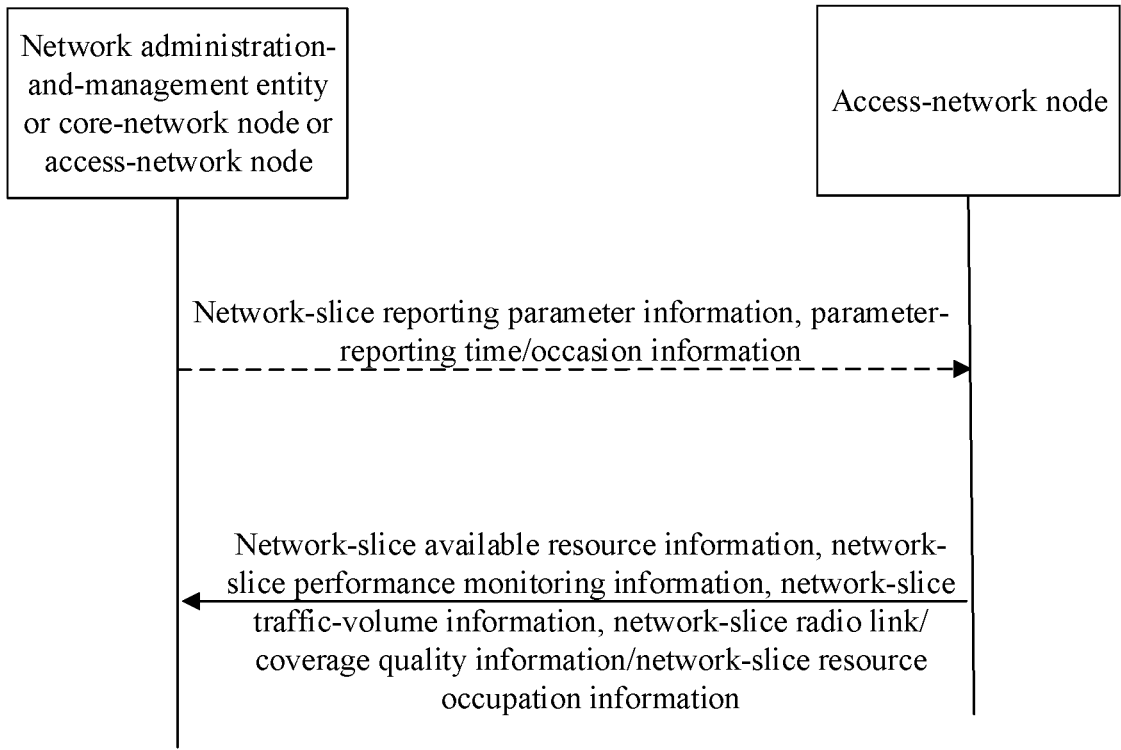 Network administration-
and-management entity
or core-network node or
access-network node
Access-network node
Network-slice reporting parameter information, parameter-
reporting time/occasion information
Network-slice available resource information, network-
slice performance monitoring information, network-slice
traffic-volume information, network-slice radio link/
coverage quality information/network-slice resource
occupation information